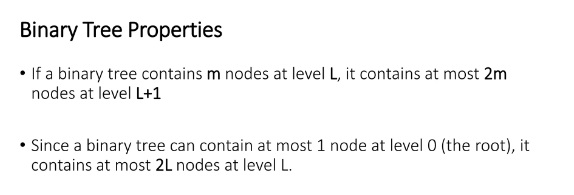 Binary Tree Properties
• If a binary tree contains m nodes at level L, it contains at most 2m
nodes at level L+1
• Since a binary tree can contain at most 1 node at level 0 (the root), it
contains at most 2L nodes at level L.